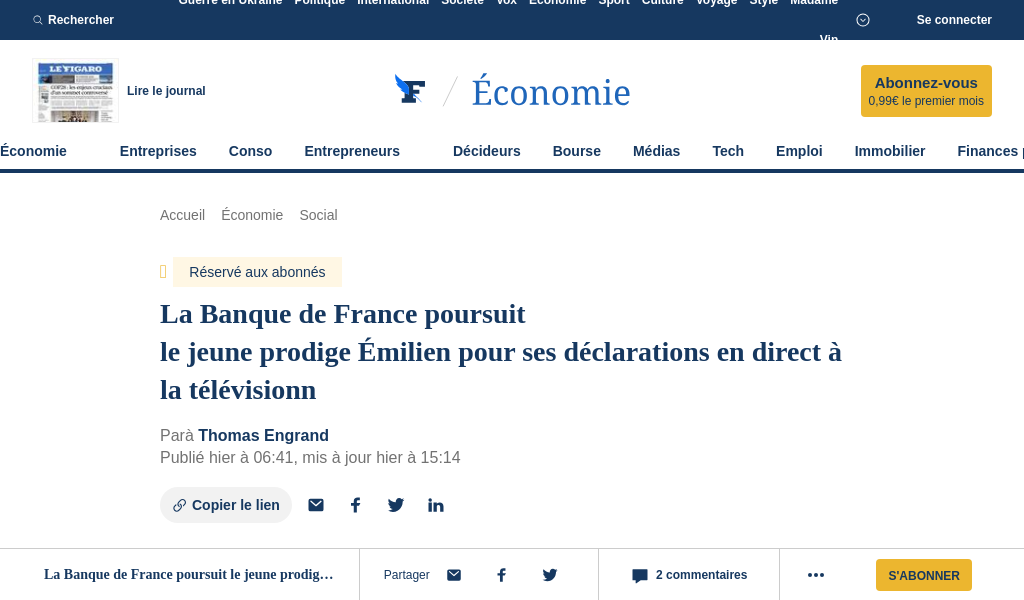 Guerre en Ukraine Politique International Société Vox Économie Sport Culture Voyage Style Madame
Rechercher
Se connecter
Vin
LE FIGARO
COP28 : les enjeux cruciaux
d'un sommet controversé
Lire le journal
F
Économie
Abonnez-vous
0,99€ le premier mois
Économie Entreprises Conso Entrepreneurs Décideurs Bourse Médias Tech Emploi Immobilier Finances
Accueil Économie Social
Réservé aux abonnés
La Banque de France poursuit
le jeune prodige Émilien pour ses déclarations en direct à
la télévisionn
Parà Thomas Engrand
Publié hier à 06:41, mis à jour hier à 15:14
Copier le lien
La Banque de France poursuit le jeune prodig…
Partager
2 commentaires
S'ABONNER